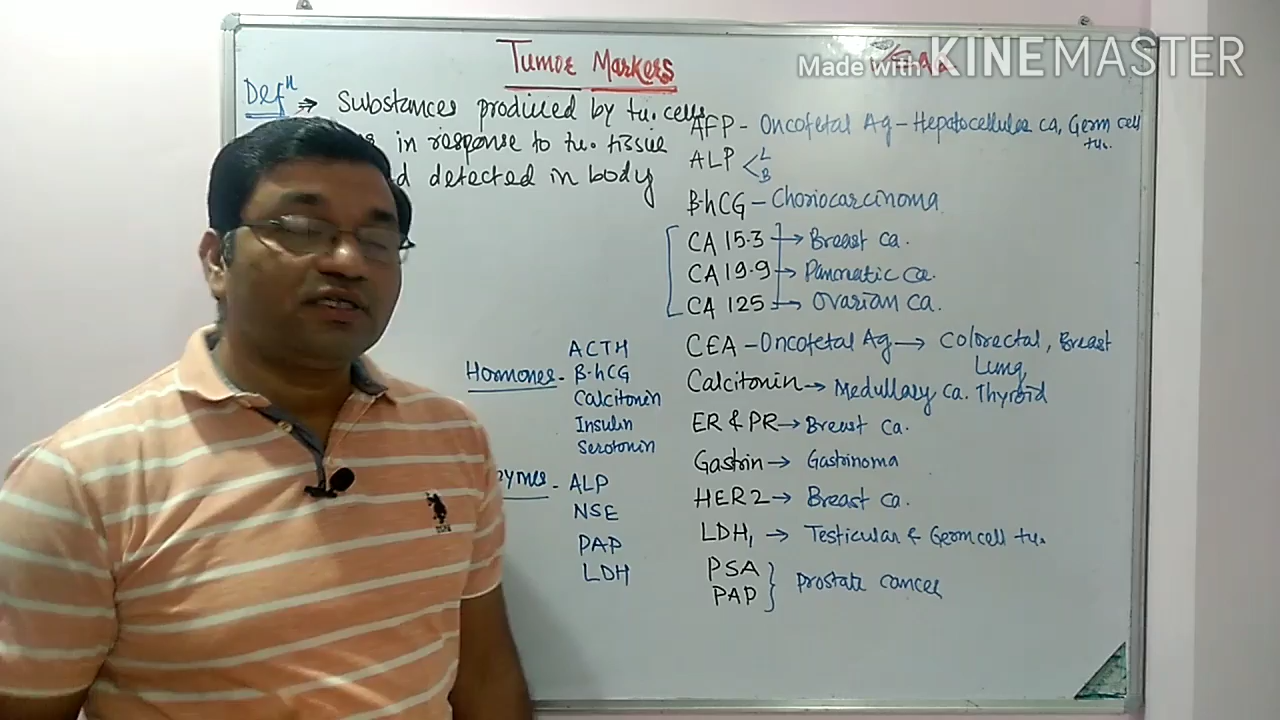 Tumor Markers
Made with KINEMASTER
Defn ⇒ Substances produced by tu. cells
in response to tu. tissue
detected in body
AFP - Oncofetal Ag - Hepatocellular ca, Germ cell tu.
ALP < L
B
B-hCG - Choriocarcinoma
CA 15.3 → Breast ca.
CA 19.9 → Pancreatic ca.
CA 125 → Ovarian ca.
CEA - Oncofetal Ag → Colorectal, Breast
Lung,
Calcitonin → Medullary ca. Thyroid
ER & PR → Breast ca.
Gastrin → Gastrinoma
HER2 → Breast ca.
LDH1 → Testicular & Germcell tu.
PSA
PAP } Prostate cancer
Hormones - ACTH
B-hCG
Calcitonin
Insulin
Serotonin
zymes - ALP
NSE
PAP
LDH